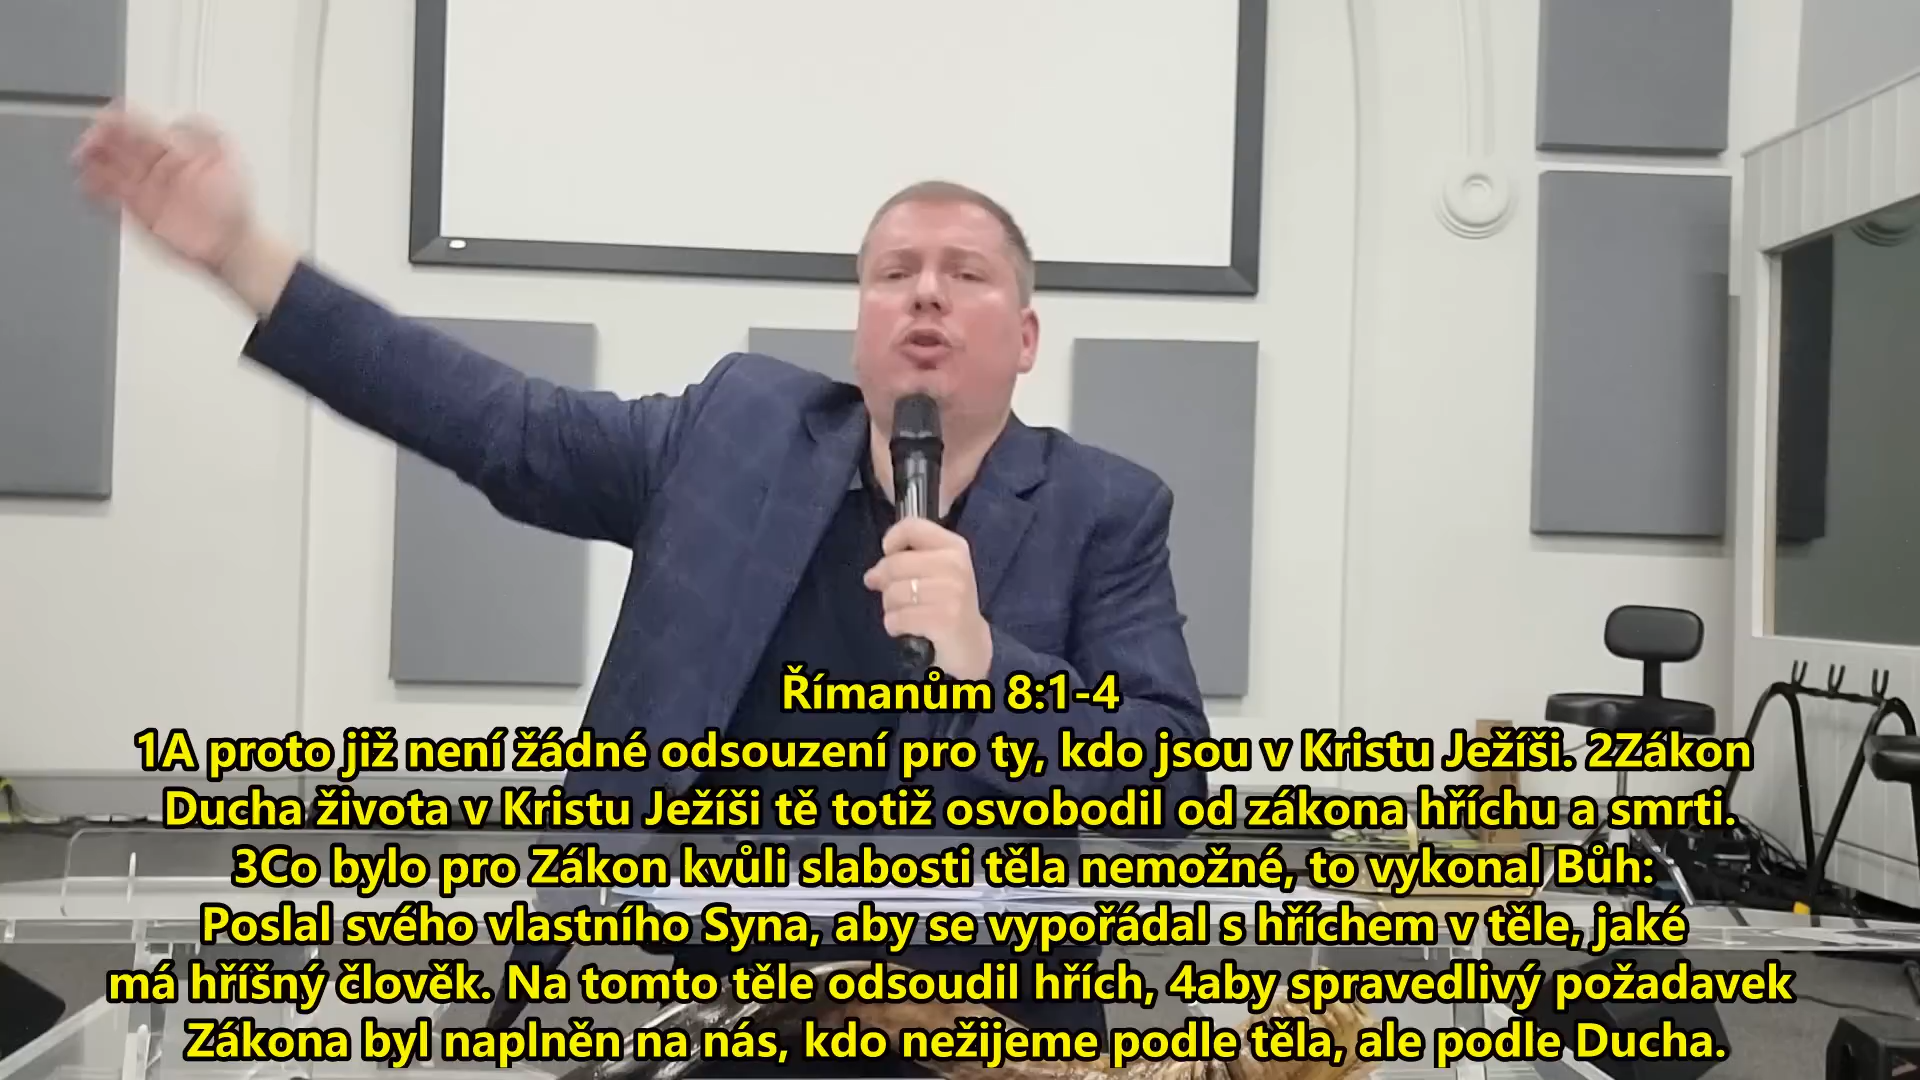 Římanům 8:1-4
1A proto již není žádné odsouzení pro ty, kdo jsou v Kristu Ježíši. 2Zákon
Ducha života v Kristu Ježíši tě totiž osvobodil od zákona hříchu a smrti.
3Co bylo pro Zákon kvůli slabosti těla nemožné, to vykonal Bůh:
Poslal svého vlastního Syna, aby se vypořádal s hříchem v těle, jaké
má hříšný člověk. Na tomto těle odsoudil hřích, 4aby spravedlivý požadavek
Zákona byl naplněn na nás, kdo nežijeme podle těla, ale podle Ducha.